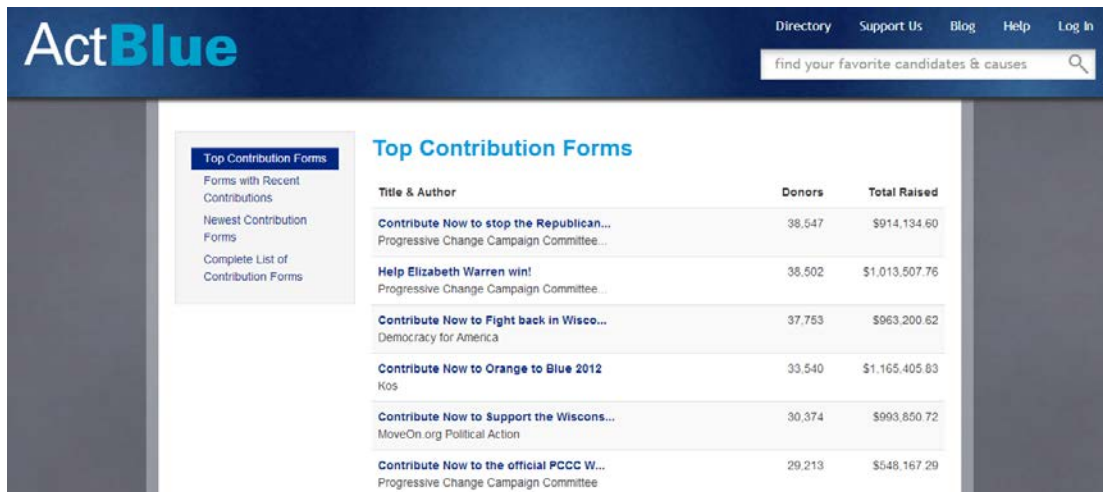 ActBlue
Directory Support Us Blog Help Log In
find your favorite candidates & causes
Top Contribution Forms
Forms with Recent
Contributions
Newest Contribution
Forms
Complete List of
Contribution Forms
Top Contribution Forms
Title & Author Donors Total Raised
Contribute Now to stop the Republican... 38,547 $914,134.60
Progressive Change Campaign Committee...
Help Elizabeth Warren win! 38,502 $1,013,507.76
Progressive Change Campaign Committee...
Contribute Now to Fight back in Wisco... 37,753 $963,200.62
Democracy for America
Contribute Now to Orange to Blue 2012 33,540 $1,165,405.83
Kos
Contribute Now to Support the Wiscons... 30,374 $993,850.72
MoveOn.org Political Action
Contribute Now to the official PCCC W... 29,213 $548,167.29
Progressive Change Campaign Committee